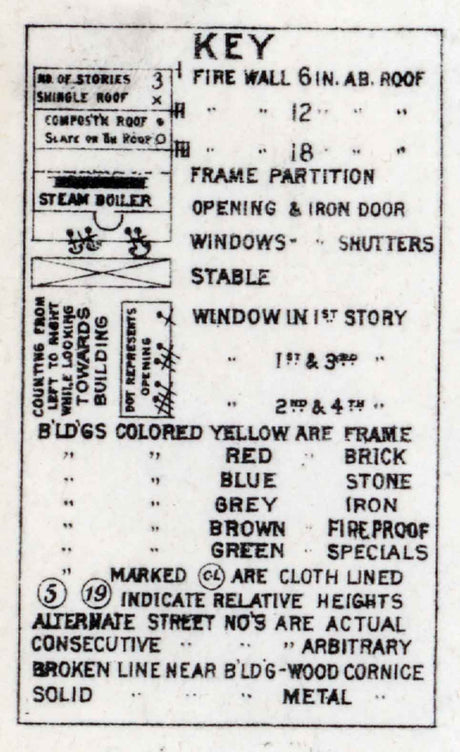 KEY
NO. OF STORIES 3
SHINGLE ROOF ×
COMPOST'N ROOF •
SLATE OR TIN ROOF O
STEAM BOILER
FIRE WALL 6 IN. AB. ROOF
" " 12 " " "
" " 18 " " "
FRAME PARTITION
OPENING & IRON DOOR
WINDOWS - " SHUTTERS
STABLE
COUNTING FROM
LEFT TO RIGHT
WHILE LOOKING
TOWARDS
BUILDING
DOT REPRESENTS
OPENING
WINDOW IN 1ST STORY
" 1ST & 3RD "
" 2ND & 4TH "
B'LD'GS COLORED YELLOW ARE FRAME
" " RED " BRICK
" " BLUE STONE
" " GREY IRON
" " BROWN " FIREPROOF
" " GREEN " SPECIALS
" MARKED CL ARE CLOTH LINED
5 19 INDICATE RELATIVE HEIGHTS
ALTERNATE STREET NO'S ARE ACTUAL
CONSECUTIVE " " " ARBITRARY
BROKEN LINE NEAR B'LD'G - WOOD CORNICE
SOLID " " METAL "